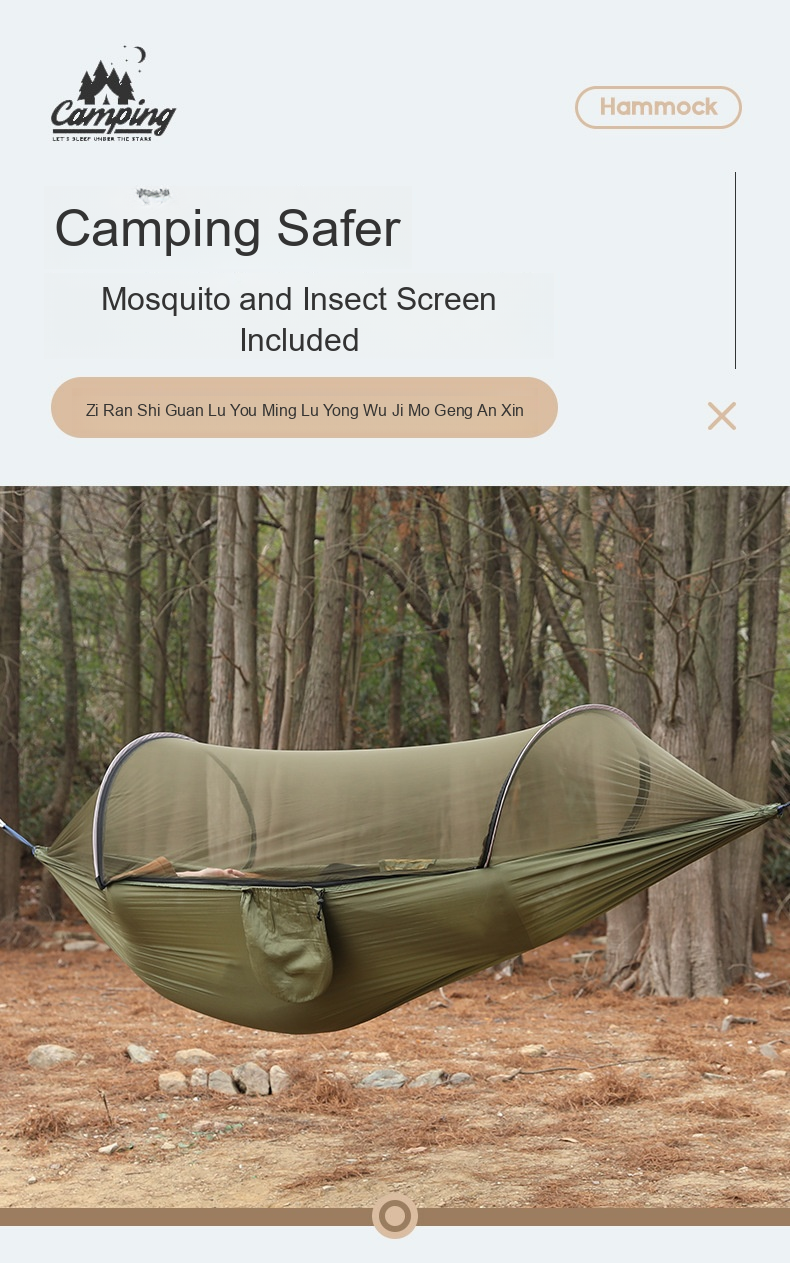 Camping
LET'S SLEEP UNDER THE STARS
Hammock
Camping Safer
Mosquito and Insect Screen
Included
Zi Ran Shi Guan Lu You Ming Lu Yong Wu Ji Mo Geng An Xin